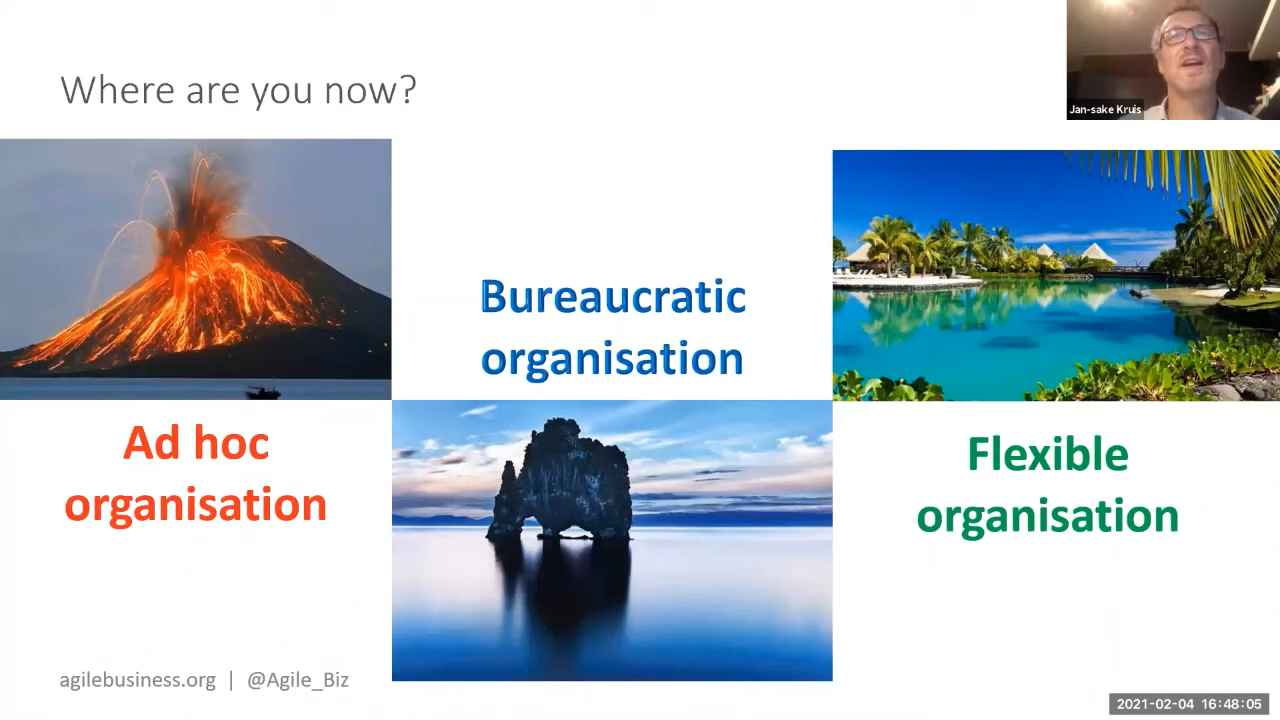 Where are you now?
Jan-sake Kruis
Bureaucratic
organisation
Ad hoc
organisation
Flexible
organisation
agilebusiness.org | @Agile_Biz
2021-02-04 16:48:05